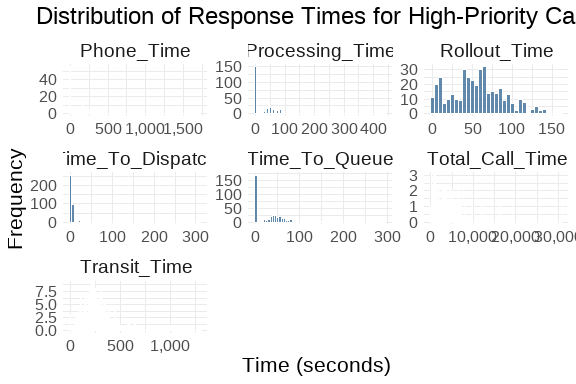 Distribution of Response Times for High-Priority Ca
Phone_Time
Processing_Time
Rollout_Time
40
20
0
0 500 1,000 1,500
150
100
50
0
0 100 200 300 400
30
20
10
0
0 50 100 150
ime_To_Dispatc
Time_To_Queue
Total_Call_Time
200
100
0
0 100 200 300
150
100
50
0
0 100 200 300
3
2
1
0
0 10,000 20,000 30,000
Transit_Time
7.5
5.0
2.5
0.0
0 500 1,000
Frequency
Time (seconds)